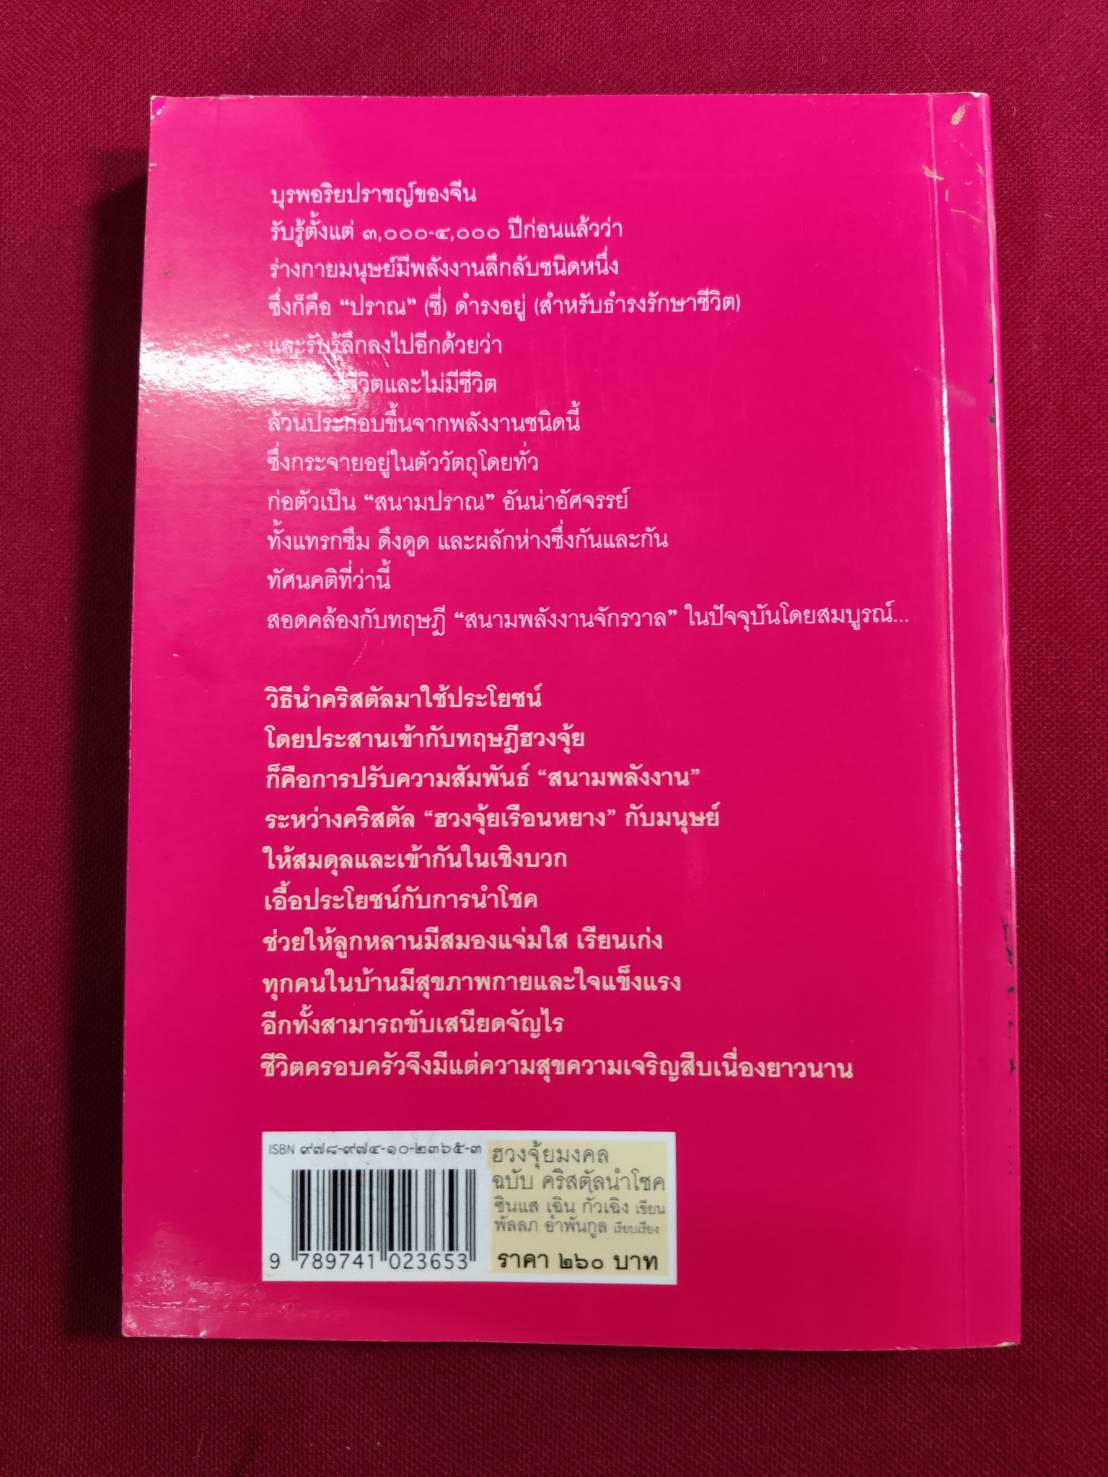 บุรพอริยปราชญ์ของจีน
รับรู้ตั้งแต่ ๓,๐๐๐-๔,๐๐๐ ปีก่อนแล้วว่า
ร่างกายมนุษย์มีพลังงานลึกลับชนิดหนึ่ง
ซึ่งก็คือ “ปราณ” (ชี่) ดำรงอยู่ (สำหรับธำรงรักษาชีวิต)
และรับรู้ลึกลงไปอีกด้วยว่า
ชีวิตและไม่มีชีวิต
ล้วนประกอบขึ้นจากพลังงานชนิดนี้
ซึ่งกระจายอยู่ในตัววัตถุโดยทั่ว
ก่อตัวเป็น “สนามปราณ” อันน่าอัศจรรย์
ทั้งแทรกซึม ดึงดูด และผลักห่างซึ่งกันและกัน
ทัศนคติที่ว่านี้
สอดคล้องกับทฤษฎี “สนามพลังงานจักรวาล” ในปัจจุบันโดยสมบูรณ์...
วิธีนำคริสตัลมาใช้ประโยชน์
โดยประสานเข้ากับทฤษฎีฮวงจุ้ย
ก็คือการปรับความสัมพันธ์ “สนามพลังงาน”
ระหว่างคริสตัล “ฮวงจุ้ยเรือนหยาง” กับมนุษย์
ให้สมดุลและเข้ากันในเชิงบวก
เอื้อประโยชน์กับการนำโชค
ช่วยให้ลูกหลานมีสมองแจ่มใส เรียนเก่ง
ทุกคนในบ้านมีสุขภาพกายและใจแข็งแรง
อีกทั้งสามารถขับเสนียดจัญไร
ชีวิตครอบครัวจึงมีแต่ความสุขความเจริญสืบเนื่องยาวนาน
ISBN ๙๗๘-๙๗๔-๑๐-๒๓๖๕-๓
9 789741 023653
ฮวงจุ้ยมงคล
ฉบับ คริสตัลนำโชค
ซินแส เฉิน กัวเฉิง เขียน
พัลลภ อำพันกูล เรียบเรียง
ราคา ๒๖๐ บาท